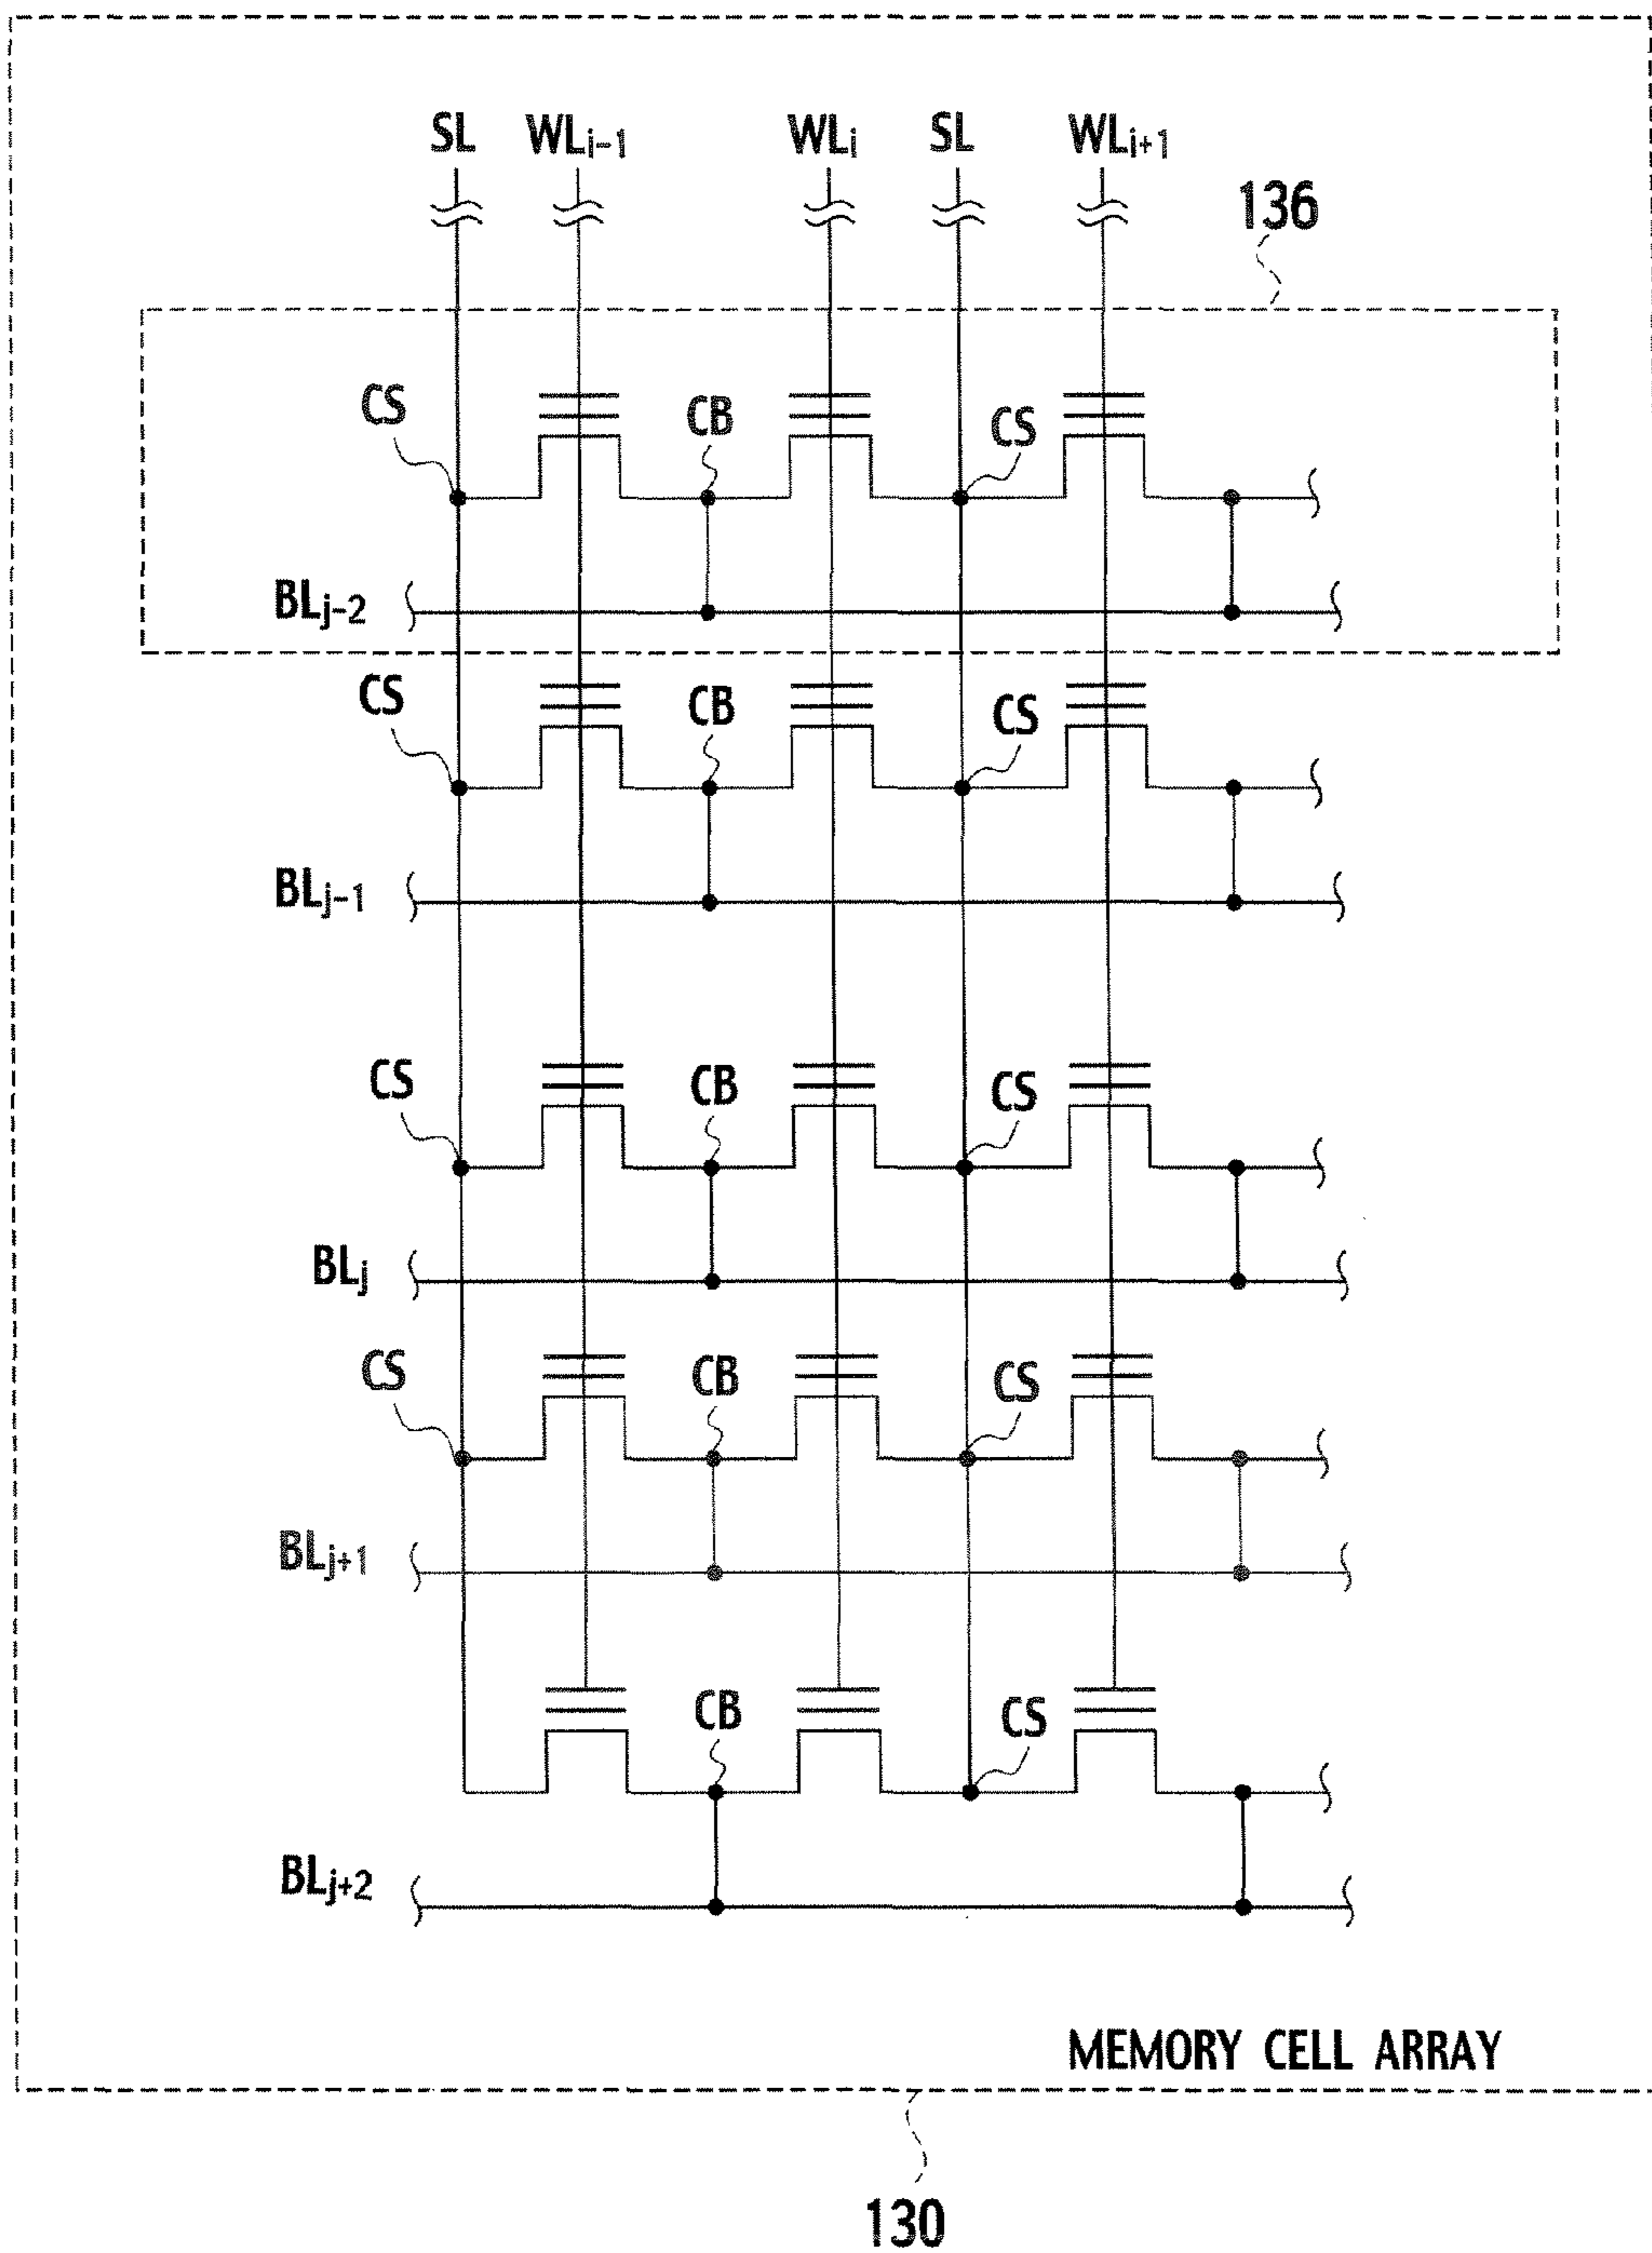 SL WLi-1 WLi SL WLi+1
136
CS CB CS
BLj-2
CS CB CS
BLj-1
CS CB CS
BLj
CS CB CS
BLj+1
CB CS
BLj+2
MEMORY CELL ARRAY
130